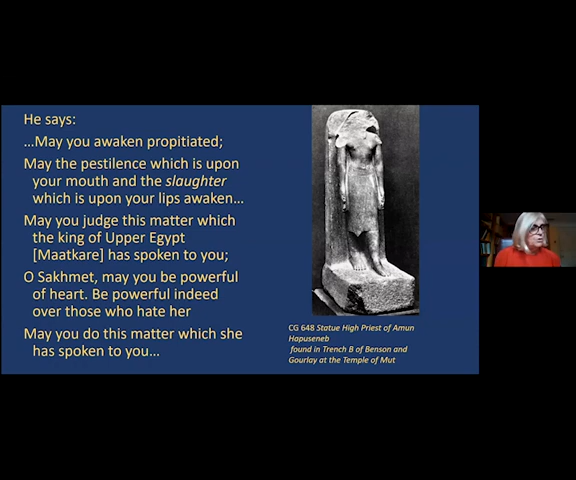 He says:
…May you awaken propitiated;
May the pestilence which is upon
your mouth and the slaughter
which is upon your lips awaken…
May you judge this matter which
the king of Upper Egypt
[Maatkare] has spoken to you;
O Sakhmet, may you be powerful
of heart. Be powerful indeed
over those who hate her
May you do this matter which she
has spoken to you…
CG 648 Statue High Priest of Amun
Hapuseneb
found in Trench B of Benson and
Gourlay at the Temple of Mut